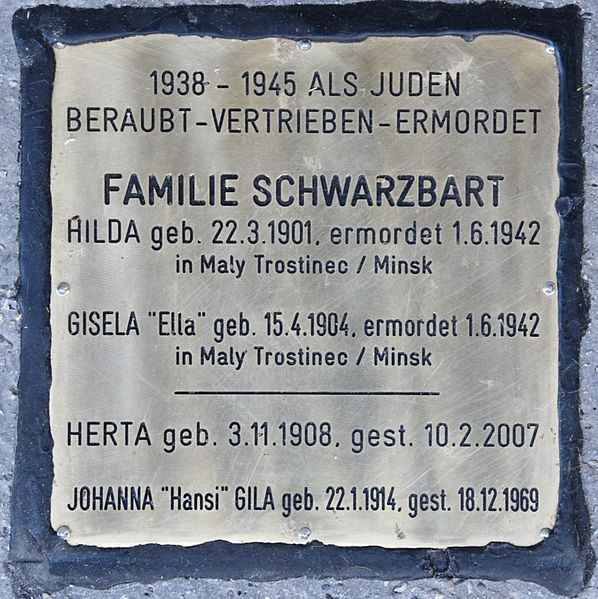 1938 - 1945 ALS JUDEN
BERAUBT-VERTRIEBEN-ERMORDET
FAMILIE SCHWARZBART
HILDA geb. 22.3.1901, ermordet 1.6.1942
in Maly Trostinec / Minsk
GISELA "Ella" geb. 15.4.1904, ermordet 1.6.1942
in Maly Trostinec / Minsk
HERTA geb. 3.11.1908, gest. 10.2.2007
JOHANNA "Hansi" GILA geb. 22.1.1914, gest. 18.12.1969